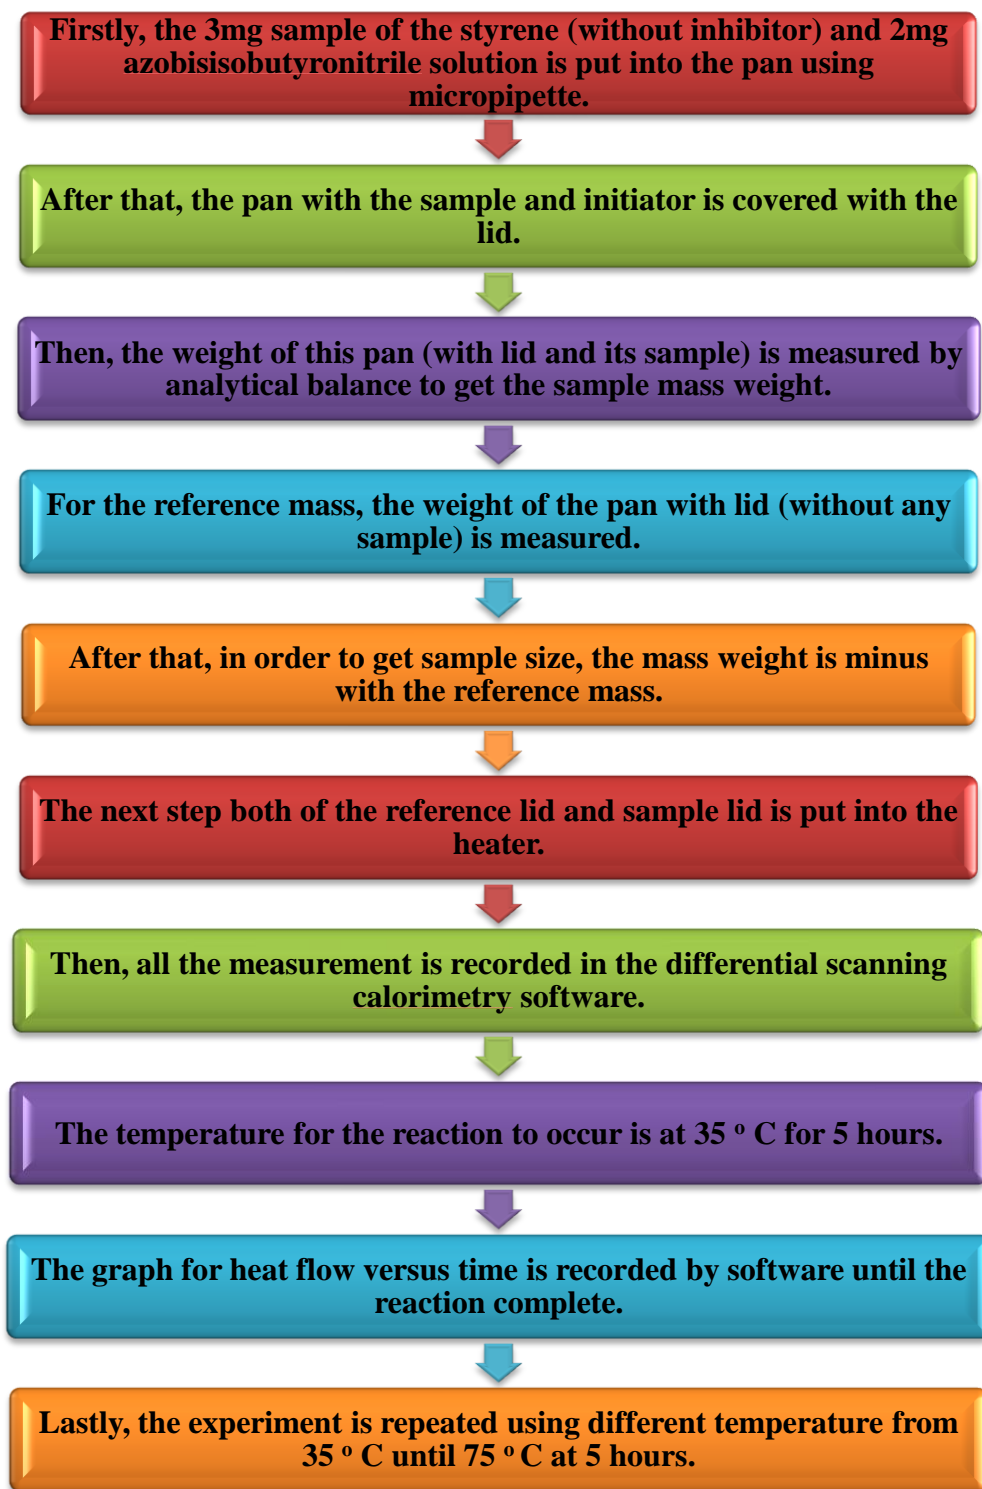 Firstly, the 3mg sample of the styrene (without inhibitor) and 2mg
azobisisobutyronitrile solution is put into the pan using
micropipette.
After that, the pan with the sample and initiator is covered with the
lid.
Then, the weight of this pan (with lid and its sample) is measured by
analytical balance to get the sample mass weight.
For the reference mass, the weight of the pan with lid (without any
sample) is measured.
After that, in order to get sample size, the mass weight is minus
with the reference mass.
The next step both of the reference lid and sample lid is put into the
heater.
Then, all the measurement is recorded in the differential scanning
calorimetry software.
The temperature for the reaction to occur is at 35 º C for 5 hours.
The graph for heat flow versus time is recorded by software until the
reaction complete.
Lastly, the experiment is repeated using different temperature from
35 º C until 75 º C at 5 hours.